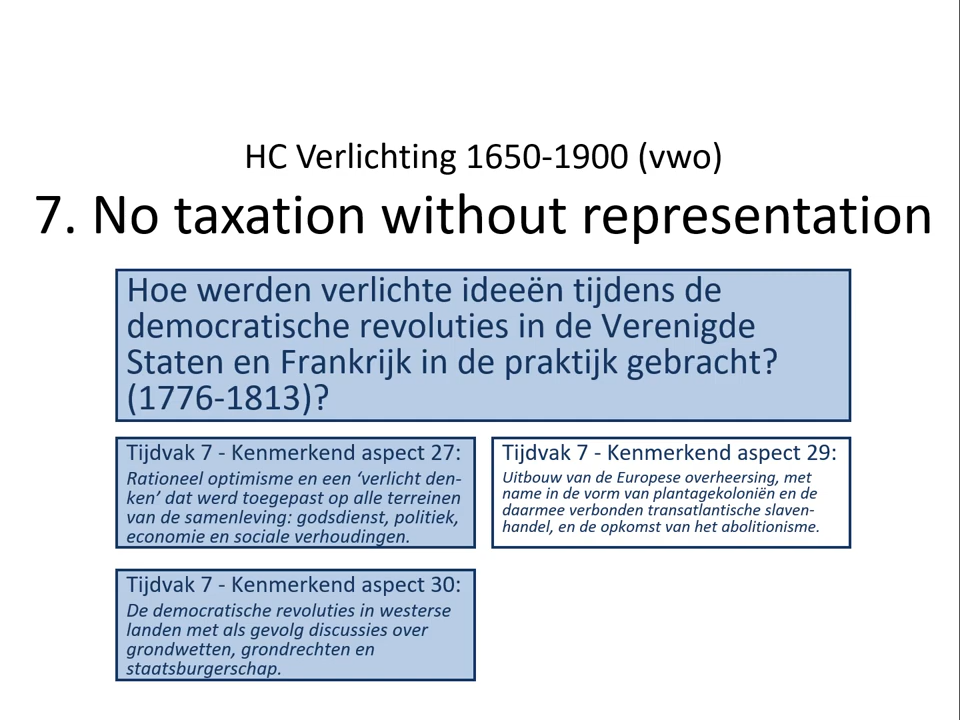 HC Verlichting 1650-1900 (vwo)
7. No taxation without representation
Hoe werden verlichte ideeën tijdens de
democratische revoluties in de Verenigde
Staten en Frankrijk in de praktijk gebracht?
(1776-1813)?
Tijdvak 7 - Kenmerkend aspect 27:
Rationeel optimisme en een ‘verlicht den-
ken’ dat werd toegepast op alle terreinen
van de samenleving: godsdienst, politiek,
economie en sociale verhoudingen.
Tijdvak 7 - Kenmerkend aspect 29:
Uitbouw van de Europese overheersing, met
name in de vorm van plantagekoloniën en de
daarmee verbonden transatlantische slaven-
handel, en de opkomst van het abolitionisme.
Tijdvak 7 - Kenmerkend aspect 30:
De democratische revoluties in westerse
landen met als gevolg discussies over
grondwetten, grondrechten en
staatsburgerschap.